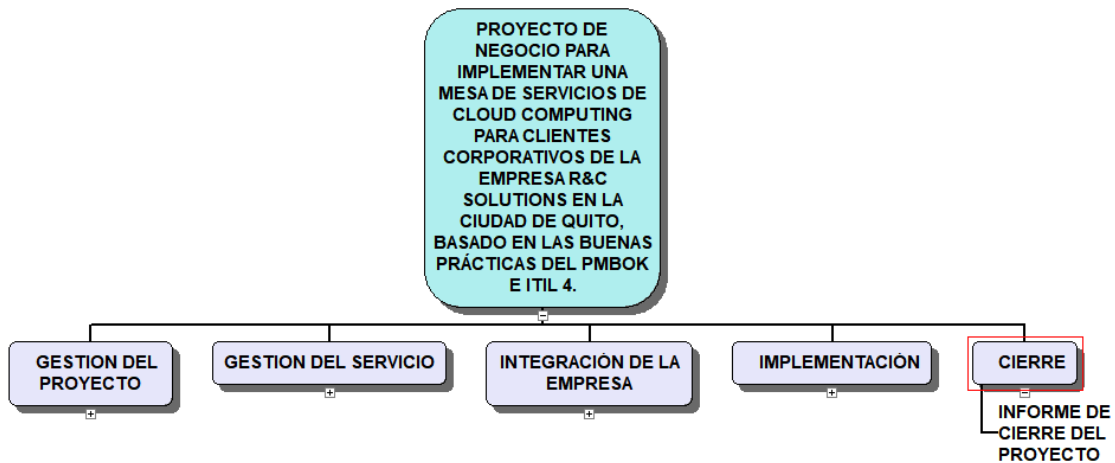 PROYECTO DE
NEGOCIO PARA
IMPLEMENTAR UNA
MESA DE SERVICIOS DE
CLOUD COMPUTING
PARA CLIENTES
CORPORATIVOS DE LA
EMPRESA R&C
SOLUTIONS EN LA
CIUDAD DE QUITO,
BASADO EN LAS BUENAS
PRÁCTICAS DEL PMBOK
E ITIL 4.
GESTION DEL
PROYECTO
GESTION DEL SERVICIO
INTEGRACIÓN DE LA
EMPRESA
IMPLEMENTACIÓN
CIERRE
INFORME DE
CIERRE DEL
PROYECTO